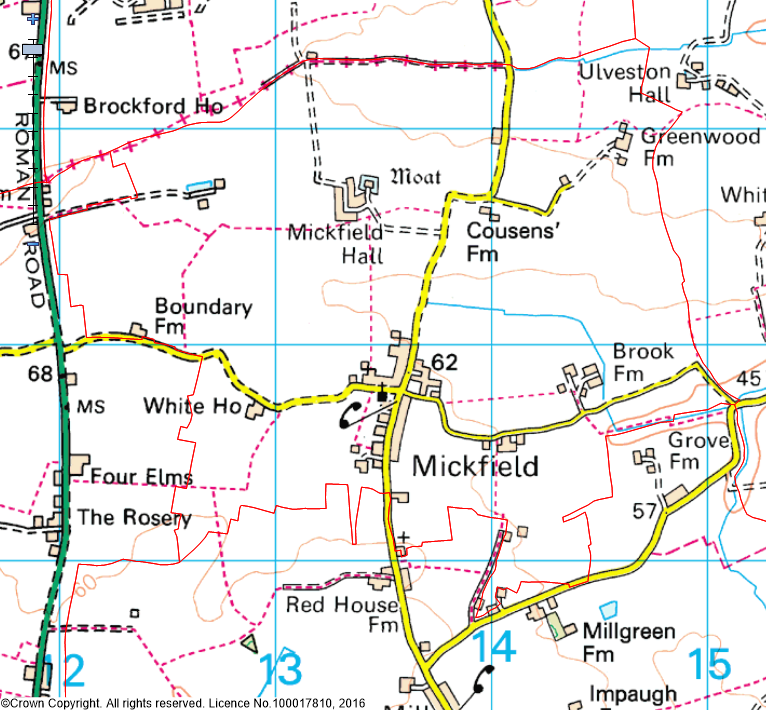 MS
Ulveston
Hall
Brockford Ho
ROMAN
ROAD
Greenwood
Fm
Moat
Mickfield
Hall
Cousens'
Fm
Boundary
Fm
62
Brook
Fm
68
45
MS
White Ho
Grove
Fm
Mickfield
Four Elms
The Rosery
57
60
Red House
Fm
Millgreen
Fm
12
13
14
15
Impaugh
©Crown Copyright. All rights reserved. Licence No.100017810, 2016